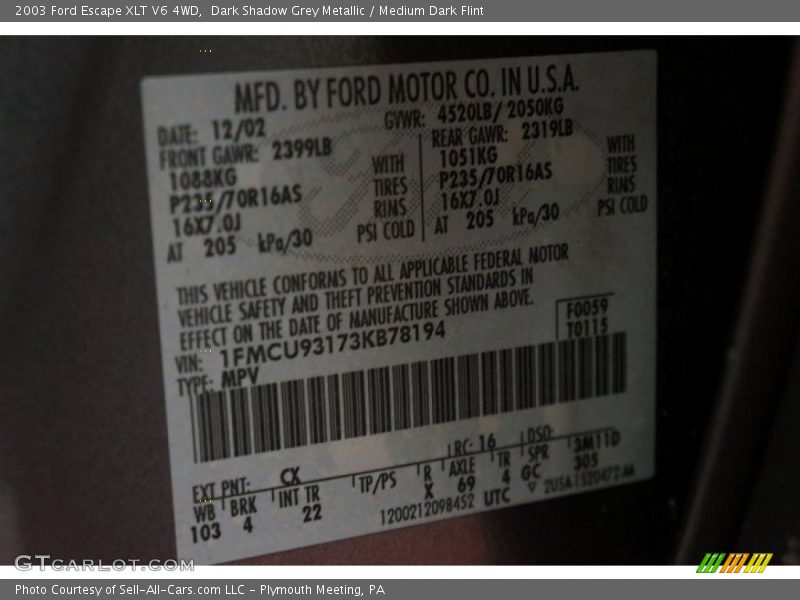 2003 Ford Escape XLT V6 4WD,  Dark Shadow Grey Metallic / Medium Dark Flint
MFD. BY FORD MOTOR CO. IN U.S.A.
DATE: 12/02
GVWR: 4520LB/ 2050KG
FRONT GAWR: 2399LB
1088KG
P235/70R16AS
16X7.0J
AT 205 kPa/30
WITH
TIRES
RIMS
PSI COLD
REAR GAWR: 2319LB
1051KG
P235/70R16AS
16X7.0J
AT 205 kPa/30
WITH
TIRES
RIMS
PSI COLD
THIS VEHICLE CONFORMS TO ALL APPLICABLE FEDERAL MOTOR
VEHICLE SAFETY AND THEFT PREVENTION STANDARDS IN
EFFECT ON THE DATE OF MANUFACTURE SHOWN ABOVE.
VIN: 1FMCU93173KB78194
TYPE: MPV
F0059
T0115
EXT PNT: CX
RC: 16
DSO:
WB
BRK
INT TR
TP/PS
R
AXLE
TR
SPR
3M11D
103
4
22
X
69
4
GC
305
1200212098452
UTC
GTcarlot.com
Photo Courtesy of Sell-All-Cars.com LLC - Plymouth Meeting, PA